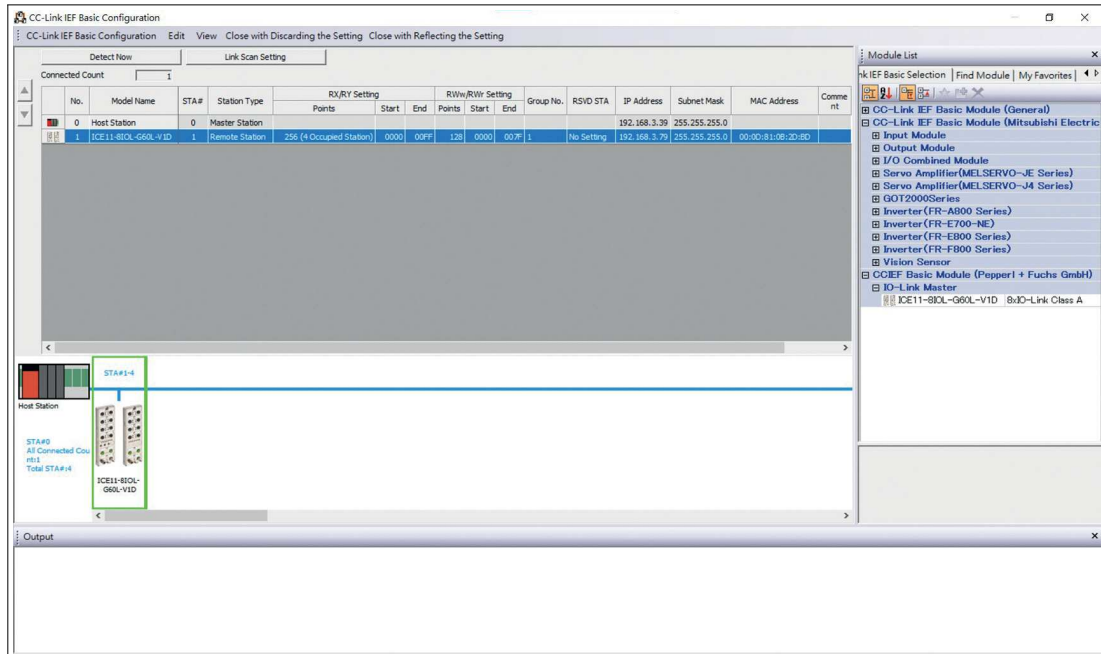 CC-Link IEF Basic Configuration
CC-Link IEF Basic Configuration Edit View Close with Discarding the Setting Close with Reflecting the Setting
Detect Now Link Scan Setting
Connected Count 1
No. Model Name STA# Station Type RX/RY Setting RWw/RWr Setting Group No. RSVD STA IP Address Subnet Mask MAC Address Comment
Points Start End Points Start End
0 Host Station 0 Master Station 192.168.3.39 255.255.255.0
1 ICE11-8IOL-G60L-V1D 1 Remote Station 256 (4 Occupied Station) 0000 00FF 128 0000 007F 1 No Setting 192.168.3.79 255.255.255.0 00:0D:81:0B:2D:BD
STA#1-4
Host Station
STA#0
All Connected Cou
nt:1
Total STA#:4
ICE11-8IOL-
G60L-V1D
Module List
nk IEF Basic Selection Find Module My Favorites
CC-Link IEF Basic Module (General)
CC-Link IEF Basic Module (Mitsubishi Electric
Input Module
Output Module
I/O Combined Module
Servo Amplifier(MELSERVO-JE Series)
Servo Amplifier(MELSERVO-J4 Series)
GOT2000Series
Inverter(FR-A800 Series)
Inverter(FR-E700-NE)
Inverter(FR-E800 Series)
Inverter(FR-F800 Series)
Vision Sensor
CCIEF Basic Module (Pepperl + Fuchs GmbH)
IO-Link Master
ICE11-8IOL-G60L-V1D 8xIO-Link Class A
Output